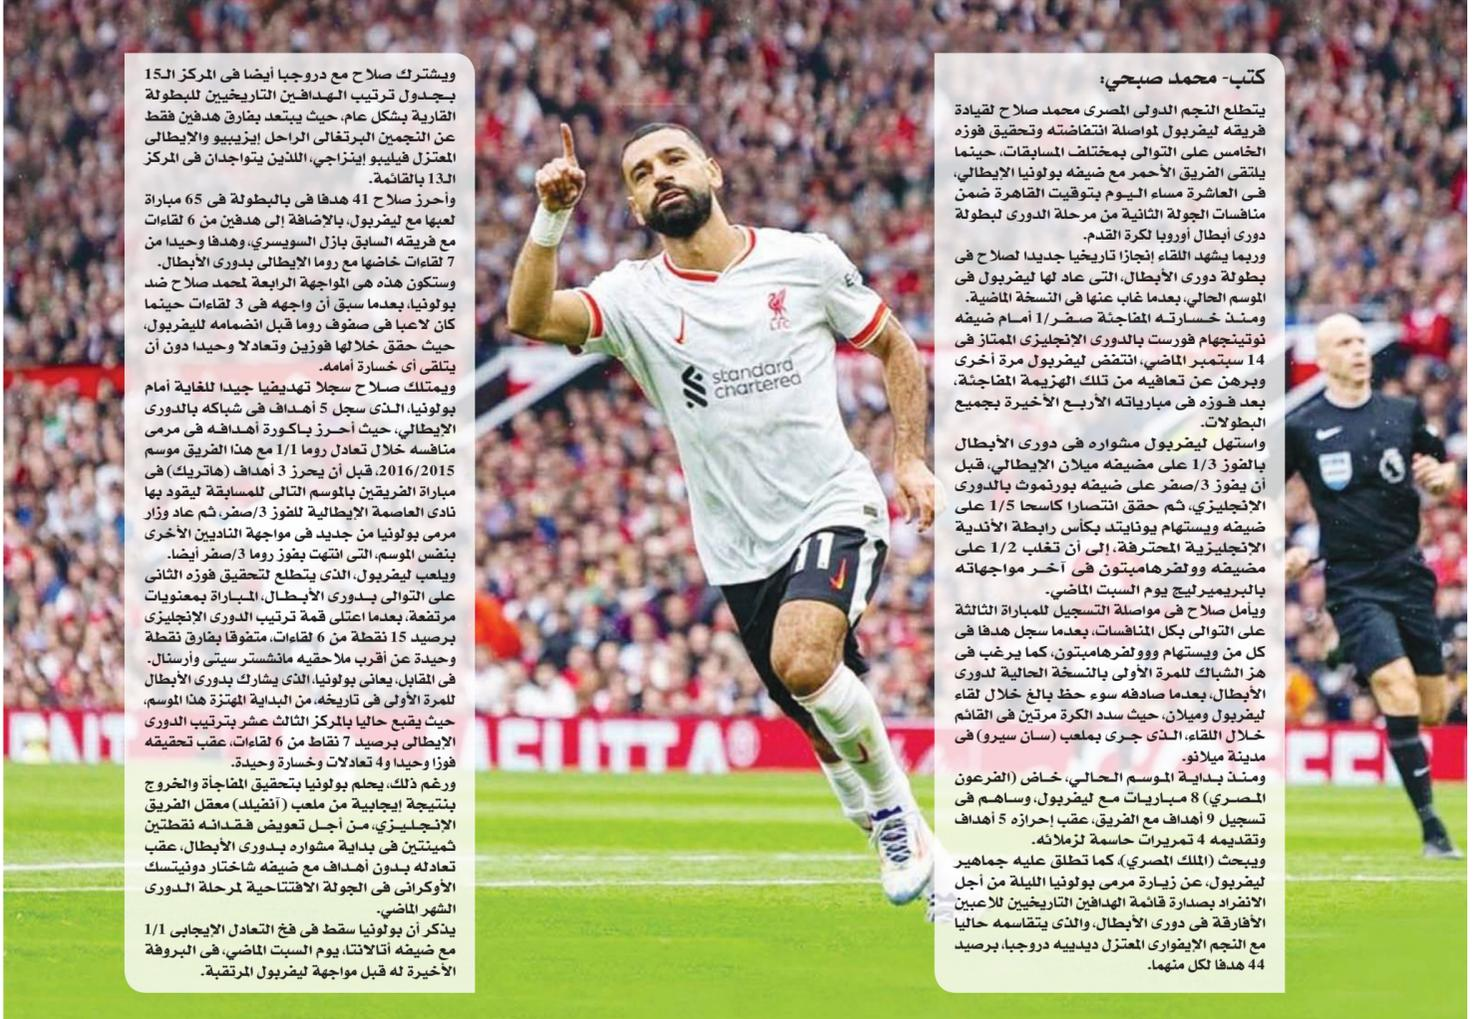 كتب- محمد صبحي:
يتطلع النجم الدولى المصرى محمد صلاح لقيادة
فريقه ليفربول لمواصلة انتفاضته وتحقيق فوزه
الخامس على التوالى بمختلف المسابقات، حينما
يلتقى الفريق الأحمر مع ضيفه بولونيا الإيطالي،
فى العاشرة مساء اليوم بتوقيت القاهرة ضمن
منافسات الجولة الثانية من مرحلة الدورى لبطولة
دورى أبطال أوروبا لكرة القدم.
وربما يشهد اللقاء إنجازا تاريخيا جديدا لصلاح فى
بطولة دورى الأبطال، التى عاد لها ليفربول فى
الموسم الحالي، بعدما غاب عنها فى النسخة الماضية.
ومنذ خسارته المفاجئة صفر/1 أمام ضيفه
نوتينجهام فورست بالدورى الإنجليزى الممتاز فى
14 سبتمبر الماضي، انتفض ليفربول مرة أخرى
وبرهن عن تعافيه من تلك الهزيمة المفاجئة،
بعد فوزه فى مبارياته الأربع الأخيرة بجميع
البطولات.
واستهل ليفربول مشواره فى دورى الأبطال
بالفوز 1/3 على مضيفه ميلان الإيطالي، قبل
أن يفوز 3/صفر على ضيفه بورنموث بالدورى
الإنجليزي، ثم حقق انتصارا كاسحا 1/5 على
ضيفه ويستهام يونايتد بكأس رابطة الأندية
الإنجليزية المحترفة، إلى أن تغلب 1/2 على
مضيفه وولفرهامبتون فى آخر مواجهاته
بالبريميرليج يوم السبت الماضي.
ويأمل صلاح فى مواصلة التسجيل للمباراة الثالثة
على التوالى بكل المنافسات، بعدما سجل هدفا فى
كل من ويستهام وووولفرهامبتون، كما يرغب فى
هز الشباك للمرة الأولى بالنسخة الحالية لدورى
الأبطال، بعدما صادفه سوء حظ بالغ خلال لقاء
ليفربول وميلان، حيث سدد الكرة مرتين فى القائم
خلال اللقاء، الذى جرى بملعب (سان سيرو) فى
مدينة ميلانو.
ومنذ بداية الموسم الحالي، خاض (الفرعون
المصري) 8 مباريات مع ليفربول، وساهم فى
تسجيل 9 أهداف مع الفريق، عقب إحرازه 5 أهداف
وتقديمه 4 تمريرات حاسمة لزملائه.
ويبحث (الملك المصري)، كما تطلق عليه جماهير
ليفربول، عن زيارة مرمى بولونيا الليلة من أجل
الانفراد بصدارة قائمة الهدافين التاريخيين للاعبين
الأفارقة فى دورى الأبطال، والذى يتقاسمه حاليا
مع النجم الإيفوارى المعتزل ديدييه دروجبا، برصيد
44 هدفا لكل منهما.
ويشترك صلاح مع دروجبا أيضا فى المركز الـ15
بجدول ترتيب الهدافين التاريخيين للبطولة
القارية بشكل عام، حيث يبتعد بفارق هدفين فقط
عن النجمين البرتغالى الراحل إيزيبيو والإيطالى
المعتزل فيليبو إينزاجي، اللذين يتواجدان فى المركز
الـ13 بالقائمة.
وأحرز صلاح 41 هدفا فى بالبطولة فى 65 مباراة
لعبها مع ليفربول، بالإضافة إلى هدفين من 6 لقاءات
مع فريقه السابق بازل السويسري، وهدفا وحيدا من
7 لقاءات خاضها مع روما الإيطالى بدورى الأبطال.
وستكون هذه هى المواجهة الرابعة لمحمد صلاح ضد
بولونيا، بعدما سبق أن واجهه فى 3 لقاءات حينما
كان لاعبا فى صفوف روما قبل انضمامه لليفربول،
حيث حقق خلالها فوزين وتعادلا وحيدا دون أن
يتلقى أى خسارة أمامه.
ويمتلك صلاح سجلا تهديفيا جيدا للغاية أمام
بولونيا، الذى سجل 5 أهداف فى شباكه بالدورى
الإيطالي، حيث أحرز باكورة أهدافه فى مرمى
منافسه خلال تعادل روما 1/1 مع هذا الفريق موسم
2016/2015، قبل أن يحرز 3 أهداف (هاتريك) فى
مباراة الفريقين بالموسم التالى للمسابقة ليقود بها
نادى العاصمة الإيطالية للفوز 3/صفر، ثم عاد وزار
مرمى بولونيا من جديد فى مواجهة الناديين الأخرى
بنفس الموسم، التى انتهت بفوز روما 3/صفر أيضا.
ويلعب ليفربول، الذى يتطلع لتحقيق فوزه الثانى
على التوالى بدورى الأبطال، المباراة بمعنويات
مرتفعة، بعدما اعتلى قمة ترتيب الدورى الإنجليزى
برصيد 15 نقطة من 6 لقاءات، متفوقا بفارق نقطة
وحيدة عن أقرب ملاحقيه مانشستر سيتى وأرسنال.
فى المقابل، يعانى بولونيا، الذى يشارك بدورى الأبطال
للمرة الأولى فى تاريخه، من البداية المهتزة هذا الموسم،
حيث يقبع حاليا بالمركز الثالث عشر بترتيب الدورى
الإيطالى برصيد 7 نقاط من 6 لقاءات، عقب تحقيقه
فوزا وحيدا و4 تعادلات وخسارة وحيدة.
ورغم ذلك، يحلم بولونيا بتحقيق المفاجأة والخروج
بنتيجة إيجابية من ملعب (آنفيلد) معقل الفريق
الإنجليزي، من أجل تعويض فقدانه نقطتين
ثمينتين فى بداية مشواره بدورى الأبطال، عقب
تعادله بدون أهداف مع ضيفه شاختار دونيتسك
الأوكرانى فى الجولة الافتتاحية لمرحلة الدورى
الشهر الماضي.
يذكر أن بولونيا سقط فى فخ التعادل الإيجابى 1/1
مع ضيفه أتالانتا، يوم السبت الماضي، فى البروفة
الأخيرة له قبل مواجهة ليفربول المرتقبة.
L.F.C
standard
chartered
11